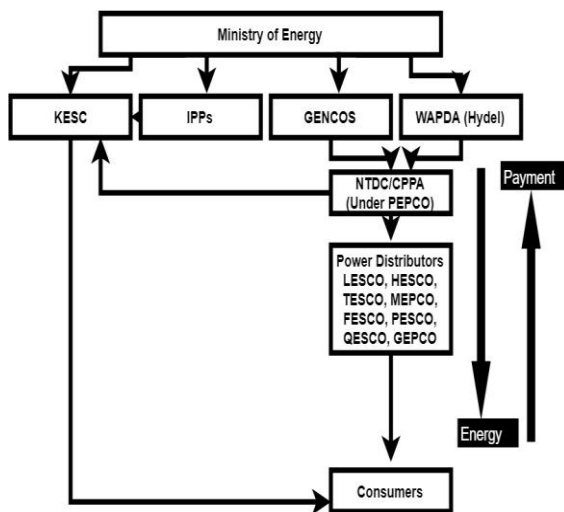 Ministry of Energy
KESC
IPPs
GENCOS
WAPDA (Hydel)
NTDC/CPPA
(Under PEPCO)
Payment
Power Distributors
LESCO, HESCO,
TESCO, MEPCO,
FESCO, PESCO,
QESCO, GEPCO
Energy
Consumers